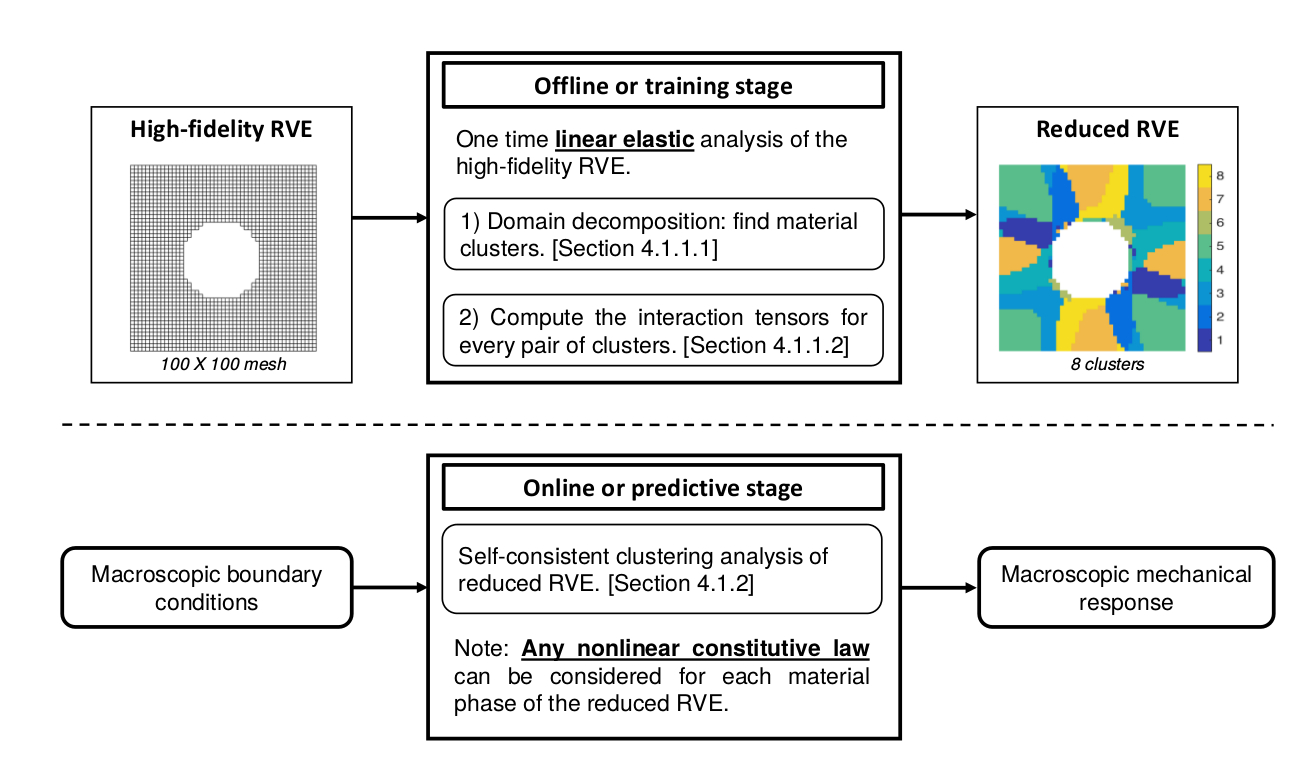 Offline or training stage
High-fidelity RVE
100 X 100 mesh
One time linear elastic analysis of the
high-fidelity RVE.
1) Domain decomposition: find material
clusters. [Section 4.1.1.1]
2) Compute the interaction tensors for
every pair of clusters. [Section 4.1.1.2]
Reduced RVE
8
7
6
5
4
3
2
1
8 clusters
Online or predictive stage
Macroscopic boundary
conditions
Self-consistent clustering analysis of
reduced RVE. [Section 4.1.2]
Note: Any nonlinear constitutive law
can be considered for each material
phase of the reduced RVE.
Macroscopic mechanical
response